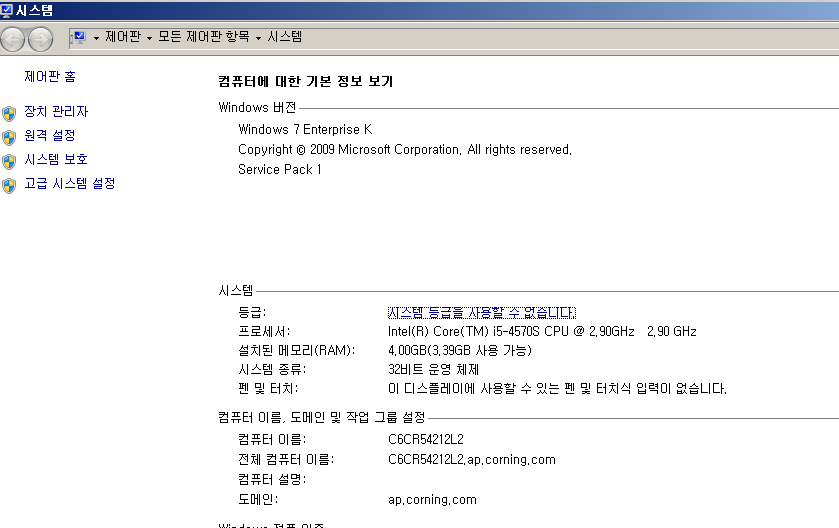 시스템
제어판 모든 제어판 항목 시스템
제어판 홈
장치 관리자
원격 설정
시스템 보호
고급 시스템 설정
컴퓨터에 대한 기본 정보 보기
Windows 버전
Windows 7 Enterprise K
Copyright © 2009 Microsoft Corporation. All rights reserved.
Service Pack 1
시스템
등급: 시스템 등급을 사용할 수 없습니다.
프로세서: Intel(R) Core(TM) i5-4570S CPU @ 2.90GHz 2.90 GHz
설치된 메모리(RAM): 4.00GB(3.39GB 사용 가능)
시스템 종류: 32비트 운영 체제
펜 및 터치: 이 디스플레이에 사용할 수 있는 펜 및 터치식 입력이 없습니다.
컴퓨터 이름, 도메인 및 작업 그룹 설정
컴퓨터 이름: C6CR54212L2
전체 컴퓨터 이름: C6CR54212L2.ap.corning.com
컴퓨터 설명:
도메인: ap.corning.com
Windows 정품 인증